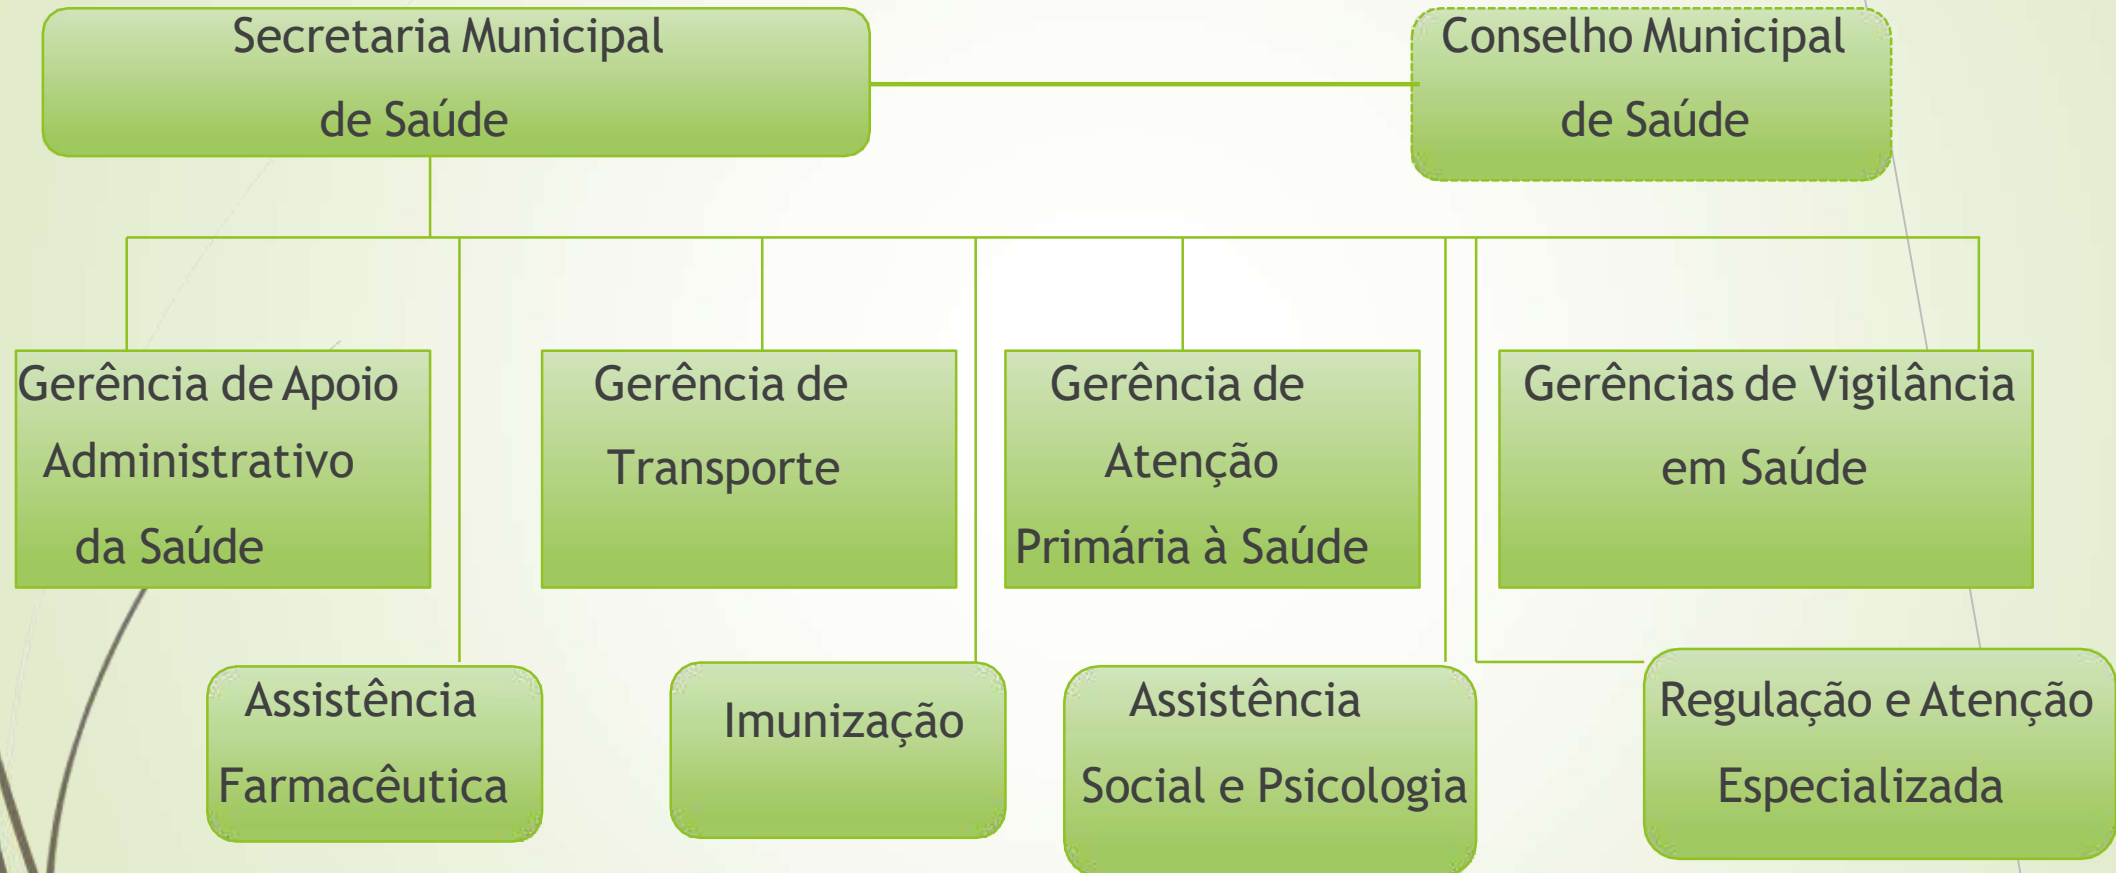 Secretaria Municipal
de Saúde
Conselho Municipal
de Saúde
Gerência de Apoio
Administrativo
da Saúde
Gerência de
Transporte
Gerência de
Atenção
Primária à Saúde
Gerências de Vigilância
em Saúde
Assistência
Farmacêutica
Imunização
Assistência
Social e Psicologia
Regulação e Atenção
Especializada